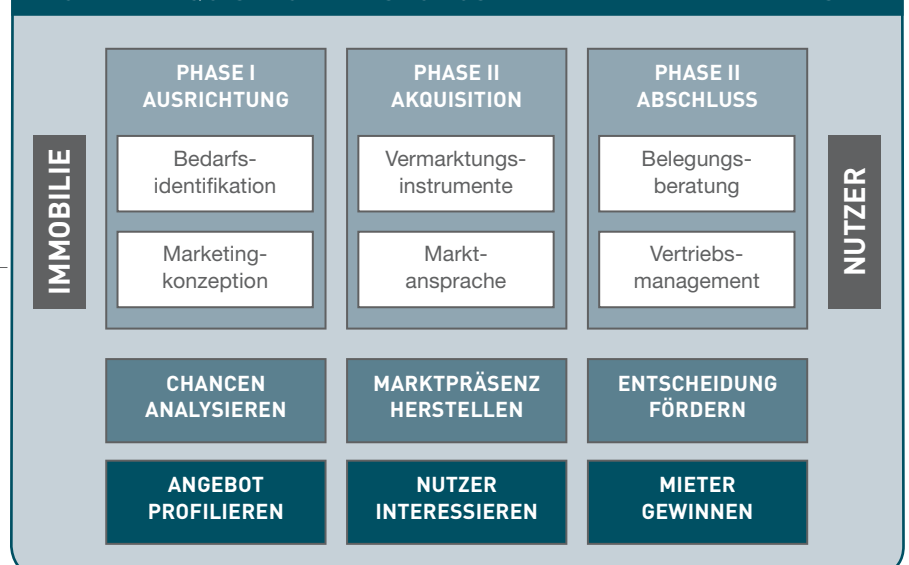 IMMOBILIE
PHASE I
AUSRICHTUNG
Bedarfs-
identifikation
Marketing-
konzeption
PHASE II
AKQUISITION
Vermarktungs-
instrumente
Markt-
ansprache
PHASE II
ABSCHLUSS
Belegungs-
beratung
Vertriebs-
management
NUTZER
CHANCEN
ANALYSIEREN
MARKTPRÄSENZ
HERSTELLEN
ENTSCHEIDUNG
FÖRDERN
ANGEBOT
PROFILIEREN
NUTZER
INTERESSIEREN
MIETER
GEWINNEN